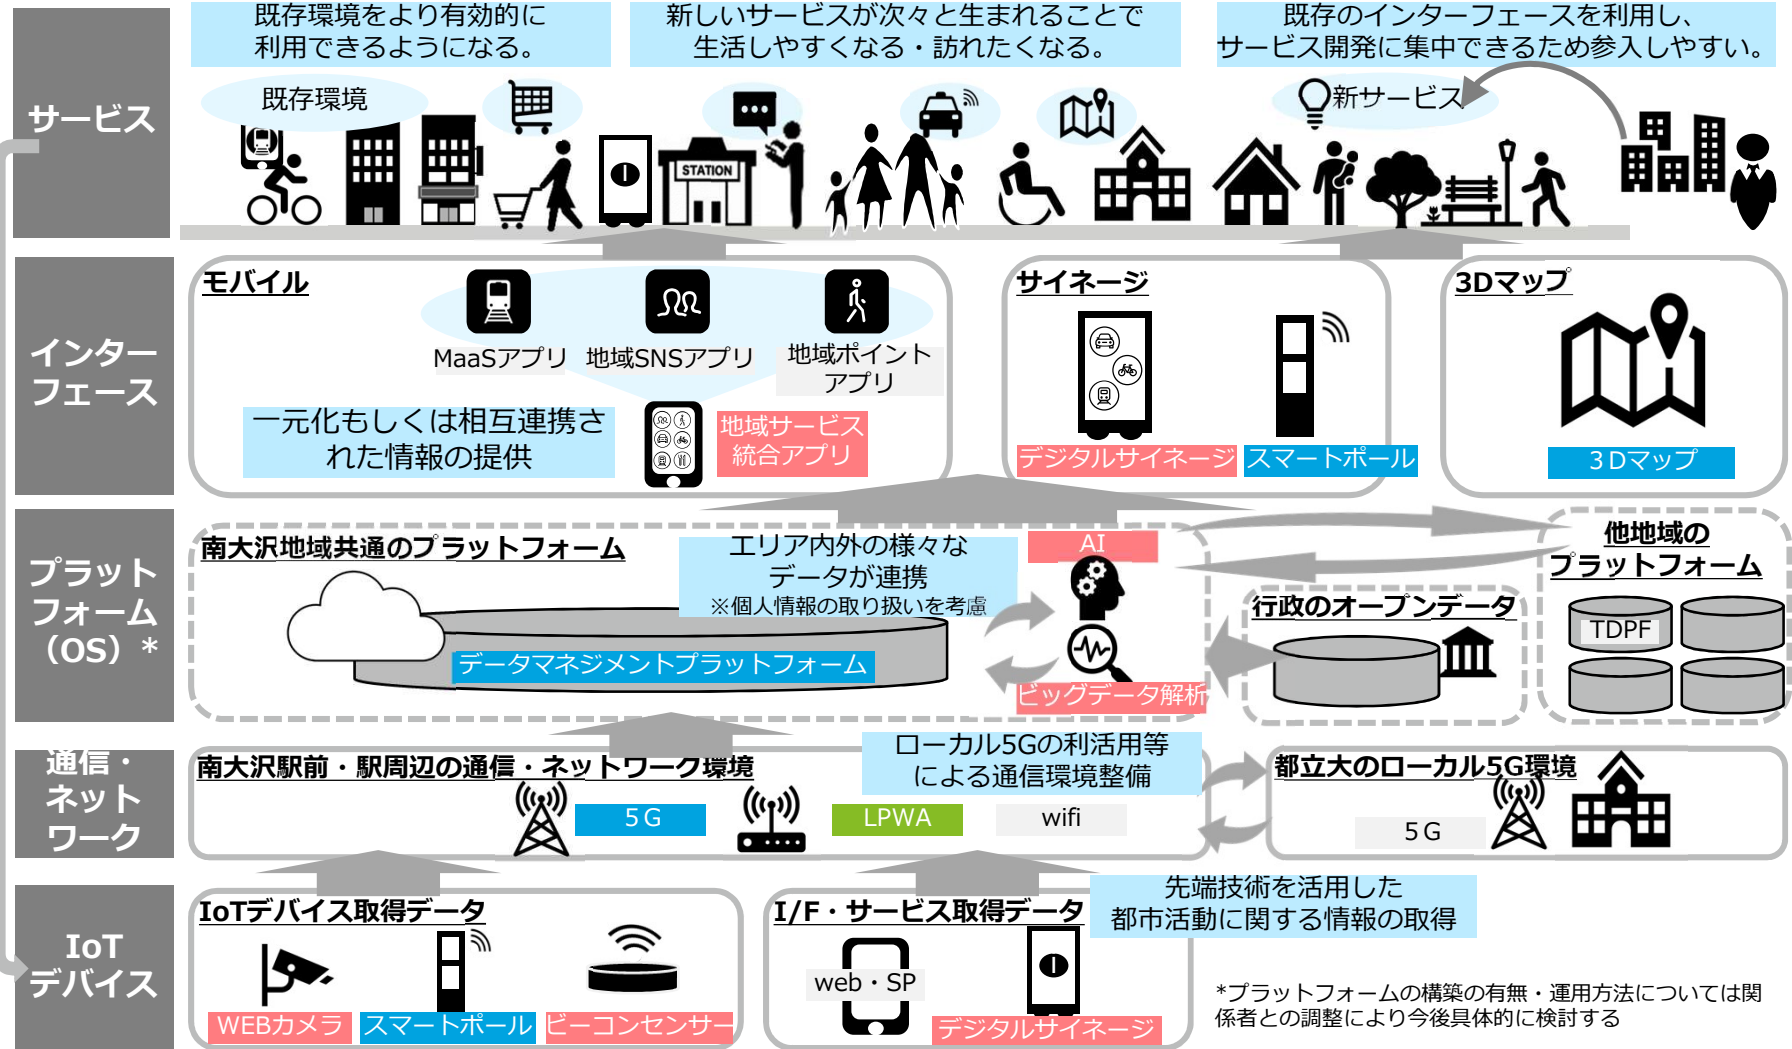 サービス
既存環境をより有効的に
利用できるようになる。
新しいサービスが次々と生まれることで
生活しやすくなる・訪れたくなる。
既存のインターフェースを利用し、
サービス開発に集中できるため参入しやすい。
既存環境
新サービス
STATION
インター
フェース
モバイル
MaaSアプリ
地域SNSアプリ
地域ポイント
アプリ
一元化もしくは相互連携さ
れた情報の提供
地域サービス
統合アプリ
サイネージ
デジタルサイネージ
スマートポール
3Dマップ
３Dマップ
プラット
フォーム
（OS）*
南大沢地域共通のプラットフォーム
エリア内外の様々な
データが連携
※個人情報の取り扱いを考慮
データマネジメントプラットフォーム
AI
ビッグデータ解析
行政のオープンデータ
他地域の
プラットフォーム
TDPF
通信・
ネット
ワーク
南大沢駅前・駅周辺の通信・ネットワーク環境
ローカル5Gの利活用等
による通信環境整備
５G
LPWA
wifi
都立大のローカル5G環境
５G
IoT
デバイス
IoTデバイス取得データ
WEBカメラ
スマートポール
ビーコンセンサー
I/F・サービス取得データ
web・SP
デジタルサイネージ
先端技術を活用した
都市活動に関する情報の取得
*プラットフォームの構築の有無・運用方法については関
係者との調整により今後具体的に検討する